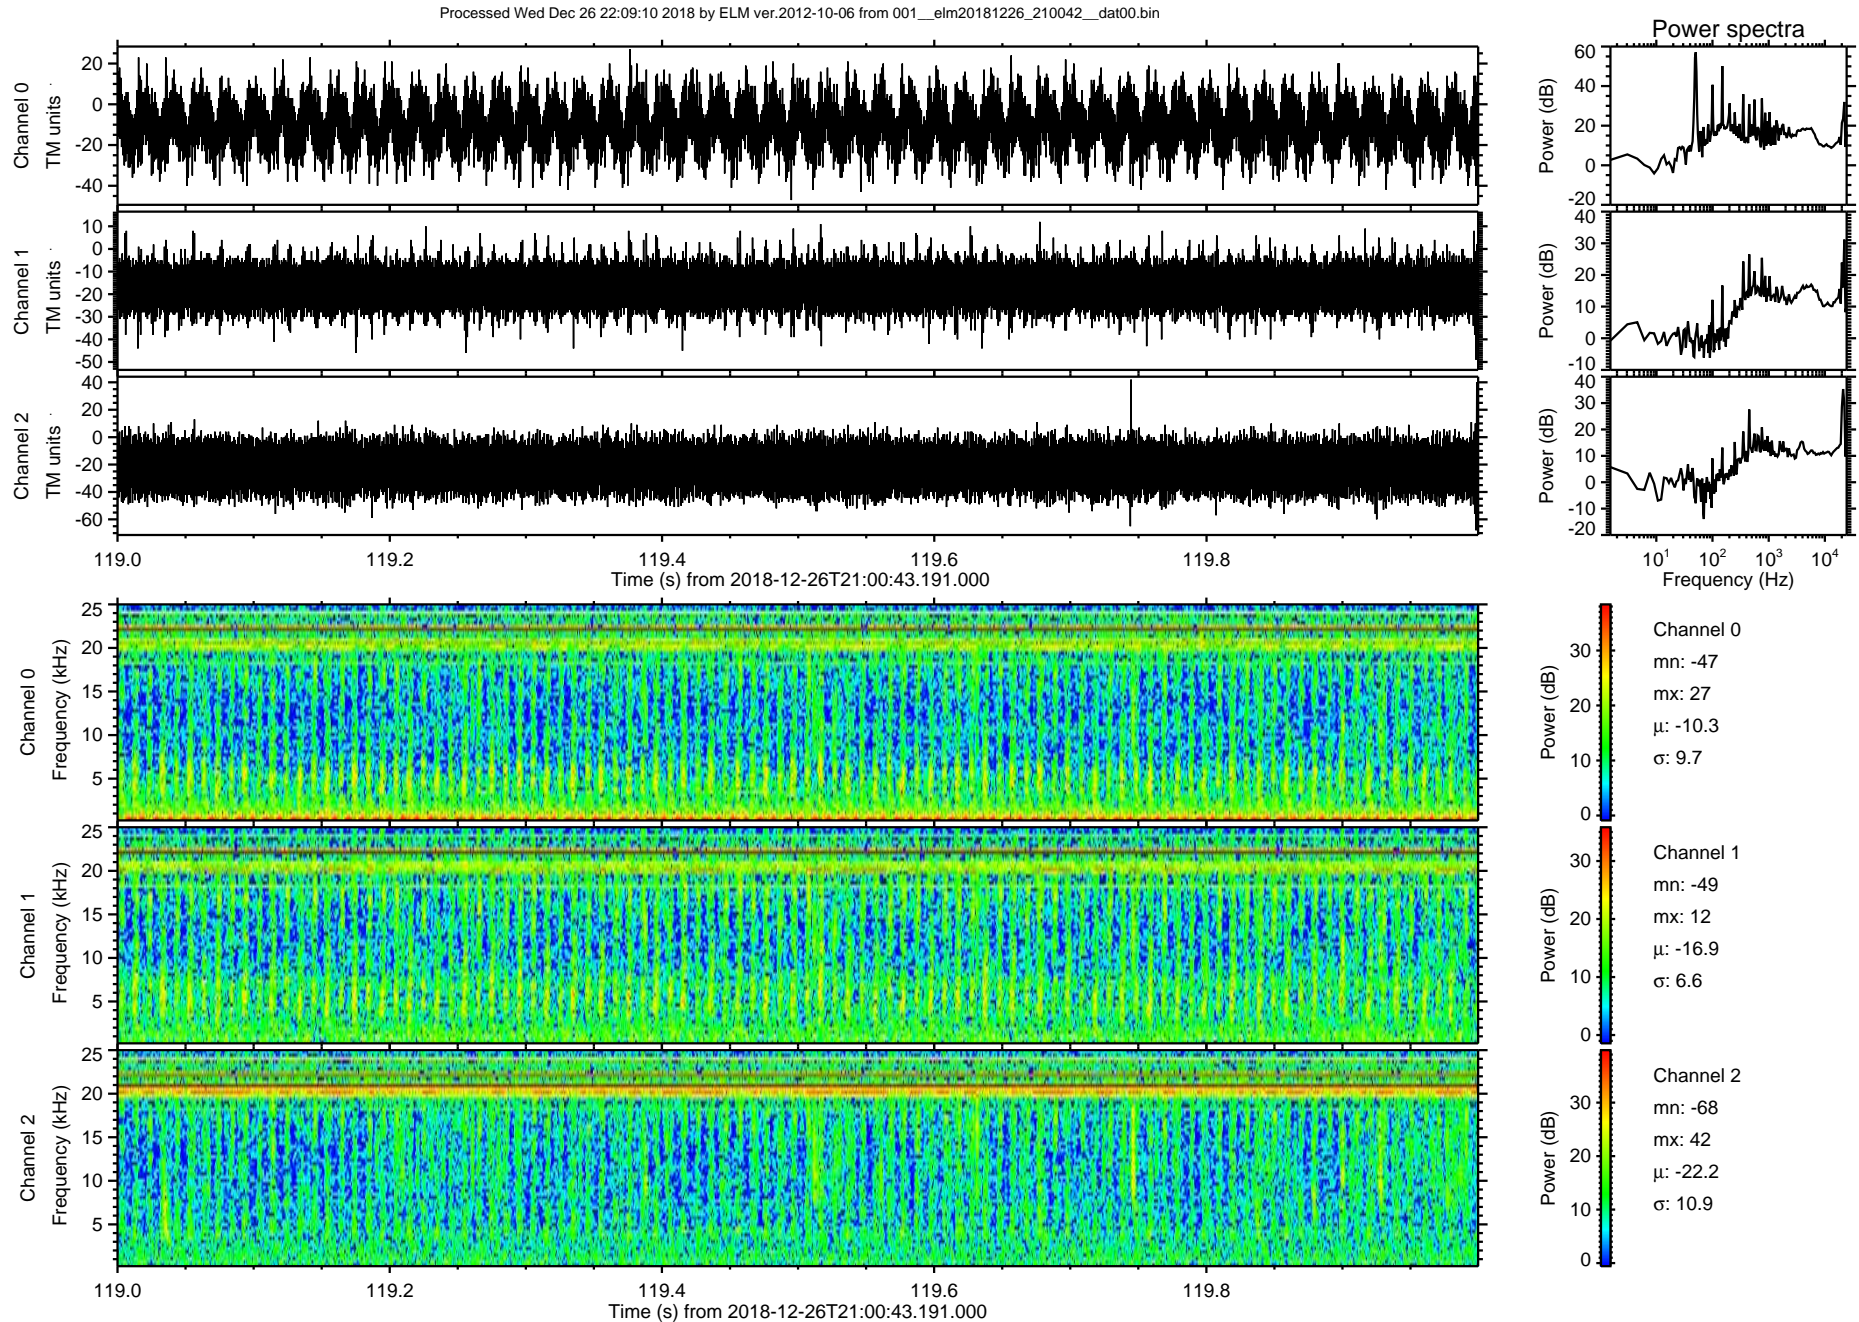 Processed Wed Dec 26 22:09:10 2018 by ELM ver.2012-10-06 from 001__elm20181226_210042__dat00.bin
Power spectra
Channel 0
TM units
20
0
-20
-40
Power (dB)
60
40
20
0
-20
Channel 1
TM units
10
0
-10
-20
-30
-40
-50
Power (dB)
40
30
20
10
0
-10
Channel 2
TM units
40
20
0
-20
-40
-60
Power (dB)
40
30
20
10
0
-10
-20
119.0 119.2 119.4 119.6 119.8
Time (s) from 2018-12-26T21:00:43.191.000
10¹ 10² 10³ 10⁴
Frequency (Hz)
Channel 0
Frequency (kHz)
25
20
15
10
5
Power (dB)
30
20
10
0
Channel 0
mn: -47
mx: 27
μ: -10.3
σ: 9.7
Channel 1
Frequency (kHz)
25
20
15
10
5
Power (dB)
30
20
10
0
Channel 1
mn: -49
mx: 12
μ: -16.9
σ: 6.6
Channel 2
Frequency (kHz)
25
20
15
10
5
Power (dB)
30
20
10
0
Channel 2
mn: -68
mx: 42
μ: -22.2
σ: 10.9
119.0 119.2 119.4 119.6 119.8
Time (s) from 2018-12-26T21:00:43.191.000